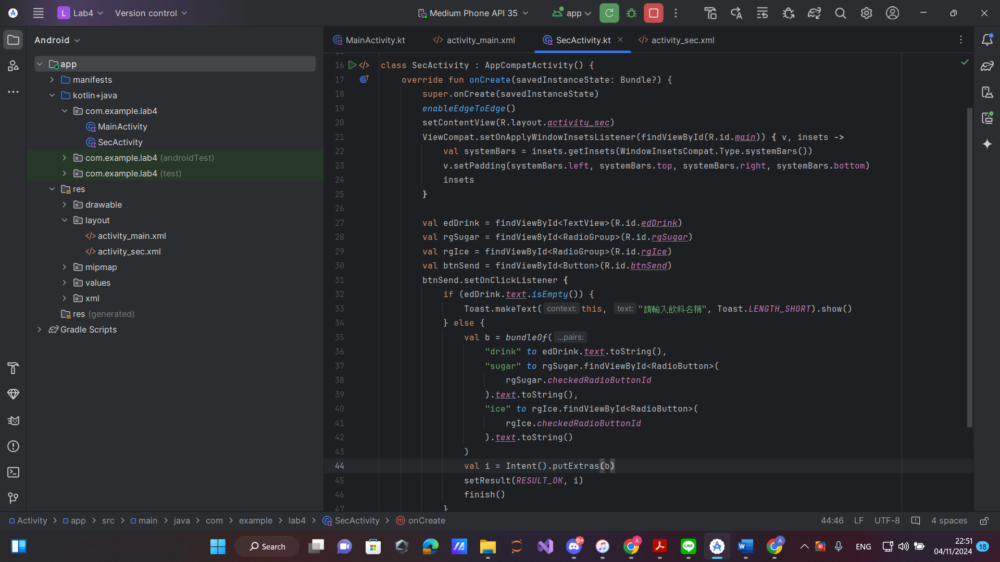 L Lab4 Version control Medium Phone API 35 app
Android
MainActivity.kt activity_main.xml SecActivity.kt activity_sec.xml
app
manifests
kotlin+java
com.example.lab4
MainActivity
SecActivity
com.example.lab4 (androidTest)
com.example.lab4 (test)
res
drawable
layout
activity_main.xml
activity_sec.xml
mipmap
values
xml
res (generated)
Gradle Scripts
16 class SecActivity : AppCompatActivity() {
17 override fun onCreate(savedInstanceState: Bundle?) {
18 super.onCreate(savedInstanceState)
19 enableEdgeToEdge()
20 setContentView(R.layout.activity_sec)
21 ViewCompat.setOnApplyWindowInsetsListener(findViewById(R.id.main)) { v, insets ->
22 val systemBars = insets.getInsets(WindowInsetsCompat.Type.systemBars())
23 v.setPadding(systemBars.left, systemBars.top, systemBars.right, systemBars.bottom)
24 insets
25 }
26
27 val edDrink = findViewById<TextView>(R.id.edDrink)
28 val rgSugar = findViewById<RadioGroup>(R.id.rgSugar)
29 val rgIce = findViewById<RadioGroup>(R.id.rgIce)
30 val btnSend = findViewById<Button>(R.id.btnSend)
31 btnSend.setOnClickListener {
32 if (edDrink.text.isEmpty()) {
33 Toast.makeText( context: this, text: "請輸入飲料名稱", Toast.LENGTH_SHORT).show()
34 } else {
35 val b = bundleOf( ...pairs:
36 "drink" to edDrink.text.toString(),
37 "sugar" to rgSugar.findViewById<RadioButton>(
38 rgSugar.checkedRadioButtonId
39 ).text.toString(),
40 "ice" to rgIce.findViewById<RadioButton>(
41 rgIce.checkedRadioButtonId
42 ).text.toString()
43 )
44 val i = Intent().putExtras(b)
45 setResult(RESULT_OK, i)
46 finish()
47 }
Activity > app > src > main > java > com > example > lab4 > SecActivity > onCreate
44:46 LF UTF-8 4 spaces
Search
9+
A
A
LINE
W
ENG
22:51
04/11/2024
18